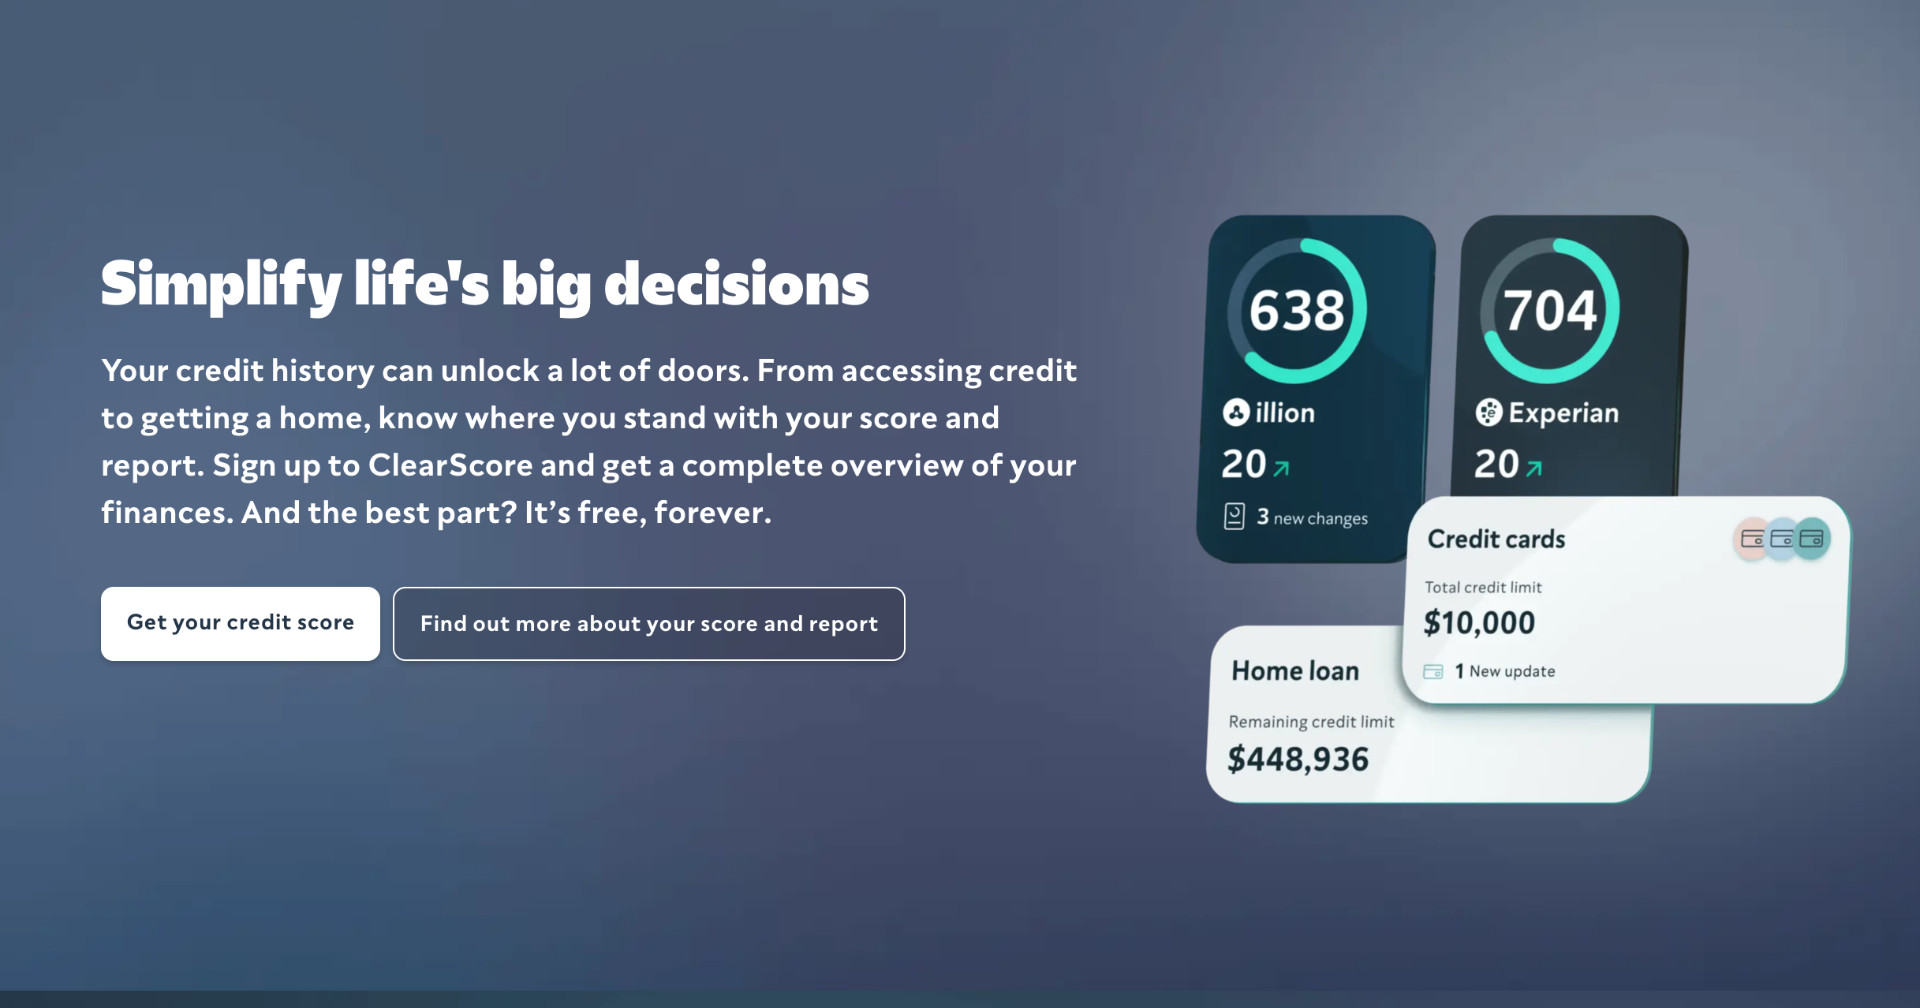 Simplify life's big decisions
Your credit history can unlock a lot of doors. From accessing credit
to getting a home, know where you stand with your score and
report. Sign up to ClearScore and get a complete overview of your
finances. And the best part? It’s free, forever.
Get your credit score
Find out more about your score and report
638
illion
20
3 new changes
704
Experian
20
Credit cards
Total credit limit
$10,000
1 New update
Home loan
Remaining credit limit
$448,936